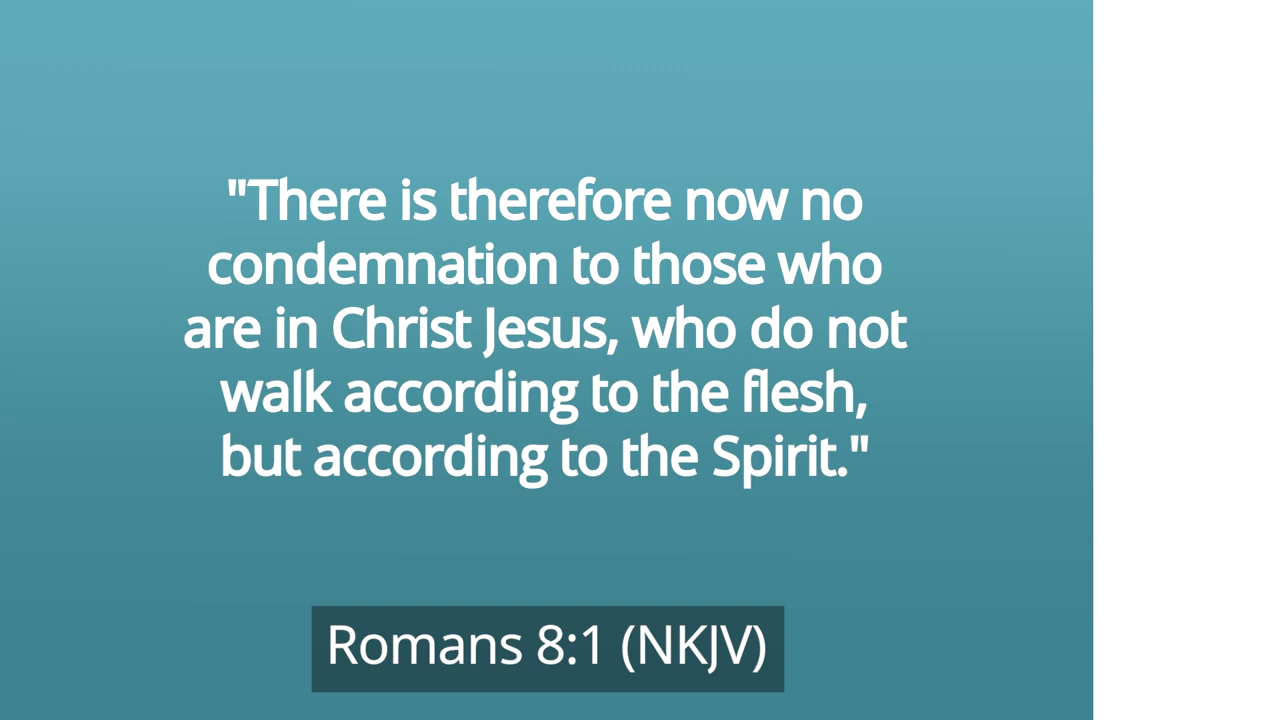 "There is therefore now no
condemnation to those who
are in Christ Jesus, who do not
walk according to the flesh,
but according to the Spirit."
Romans 8:1 (NKJV)